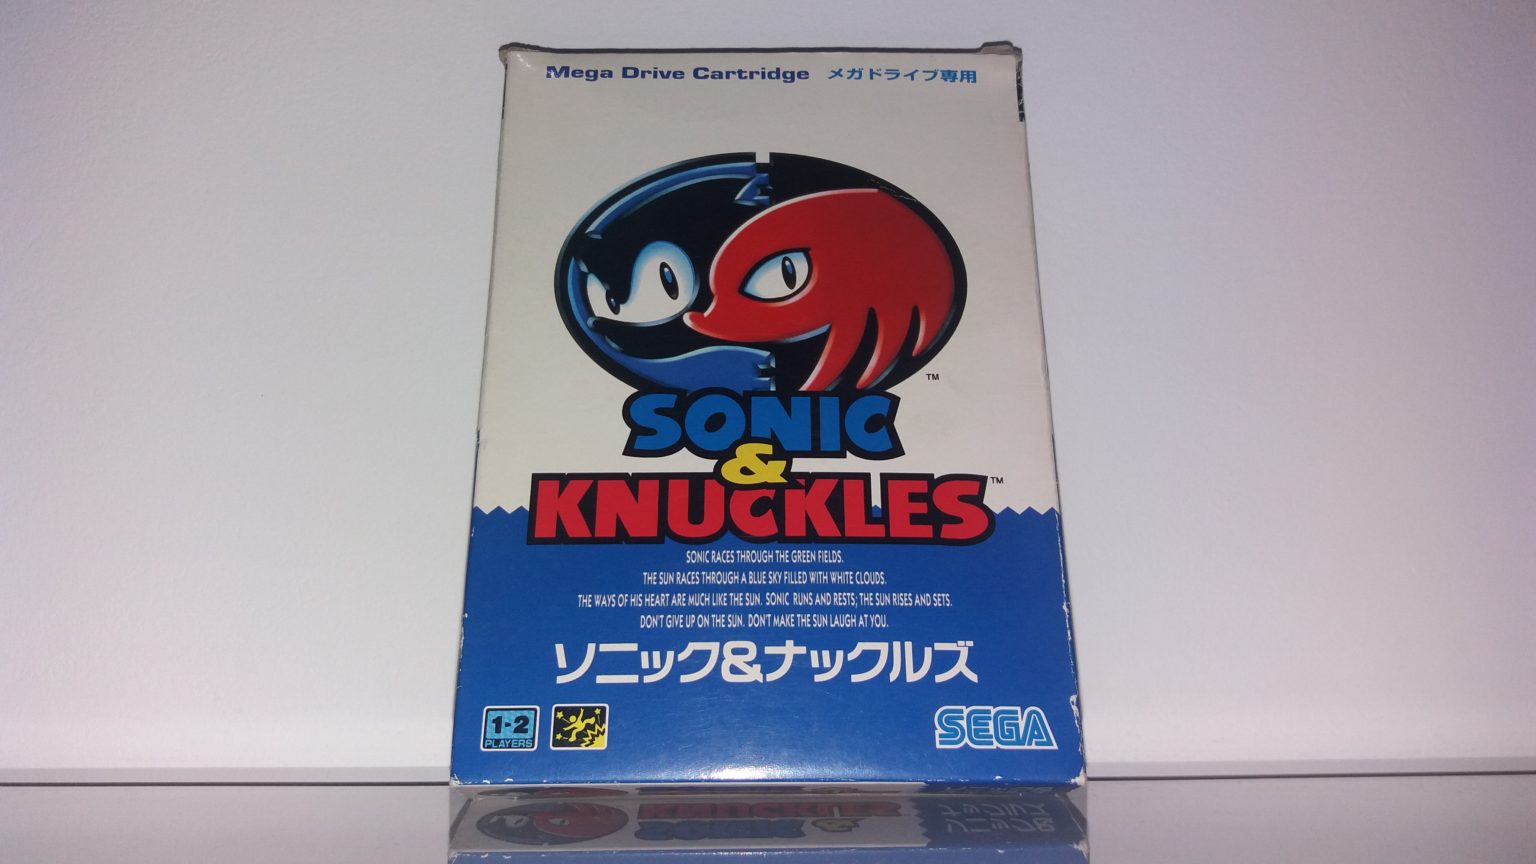 Mega Drive Cartridge メガドライブ専用
TM
SONIC
&
KNUCKLES TM
SONIC RACES THROUGH THE GREEN FIELDS.
THE SUN RACES THROUGH A BLUE SKY FILLED WITH WHITE CLOUDS.
THE WAYS OF HIS HEART ARE MUCH LIKE THE SUN. SONIC RUNS AND RESTS; THE SUN RISES AND SETS.
DON'T GIVE UP ON THE SUN. DON'T MAKE THE SUN LAUGH AT YOU.
ソニック&ナックルズ
1-2
PLAYERS
SEGA